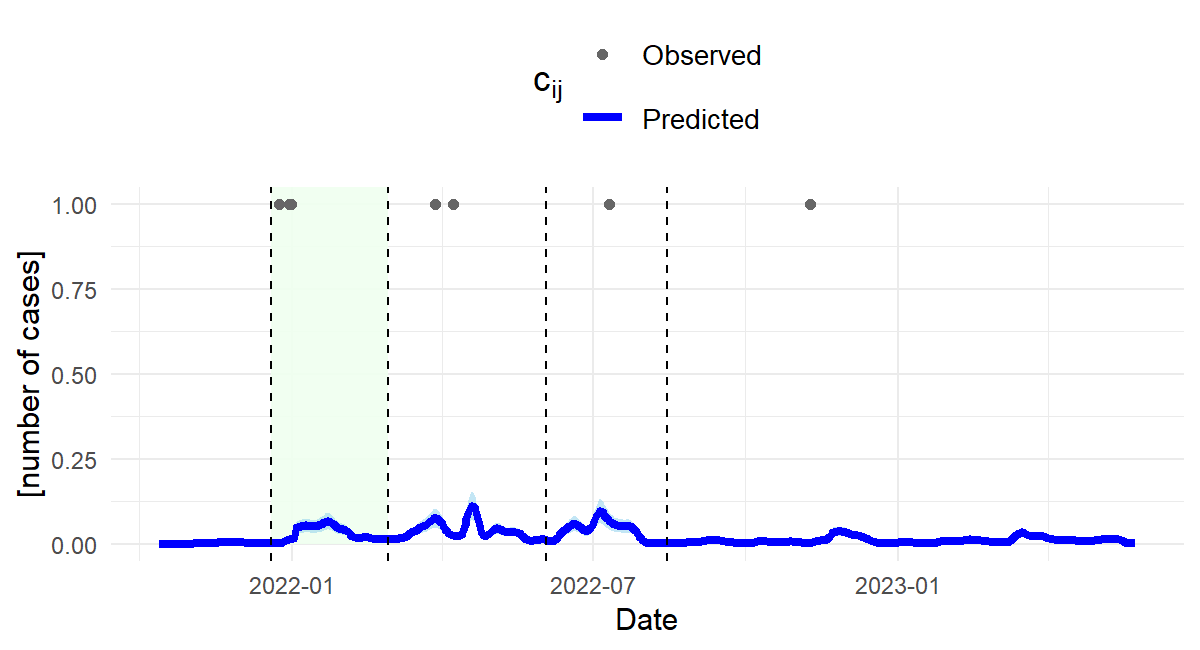 c_ij
Observed
Predicted
[number of cases]
1.00
0.75
0.50
0.25
0.00
2022-01
2022-07
2023-01
Date